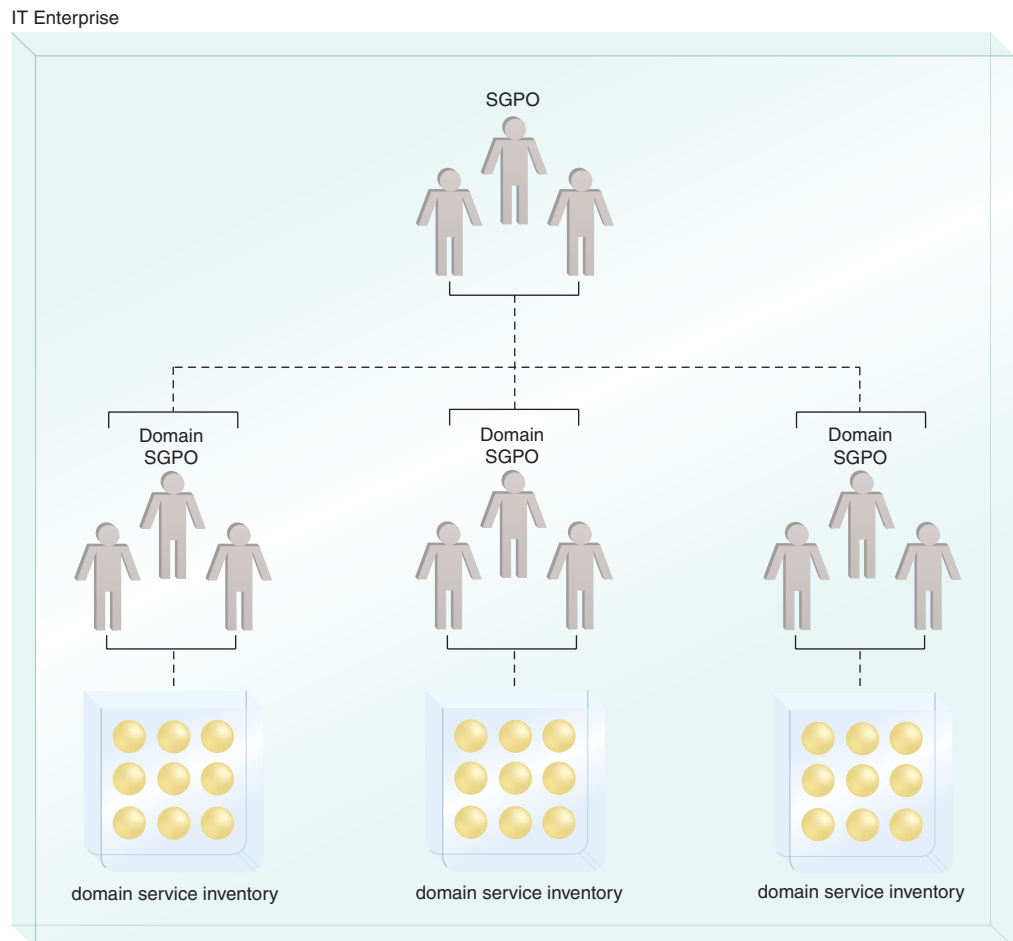 IT Enterprise
SGPO
Domain
SGPO
Domain
SGPO
Domain
SGPO
domain service inventory
domain service inventory
domain service inventory